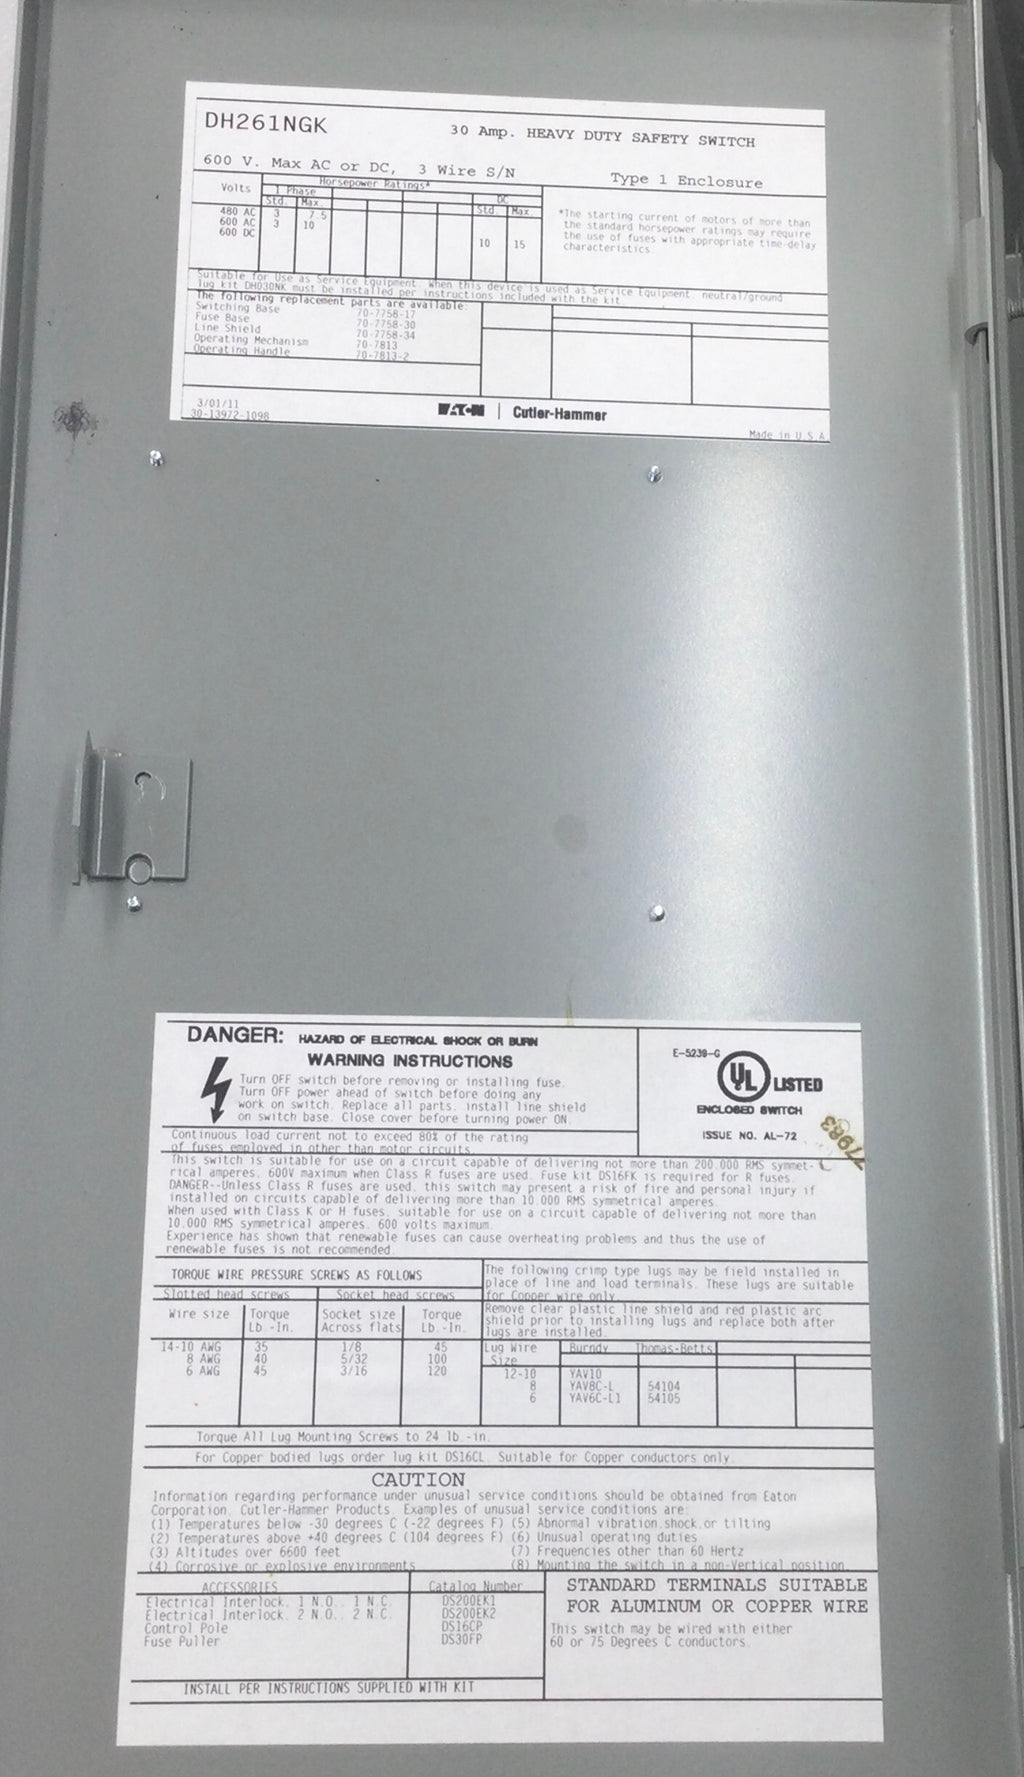 DH261NGK
30 Amp. HEAVY DUTY SAFETY SWITCH
600 V. Max AC or DC, 3 Wire S/N
Type 1 Enclosure
Volts
Horsepower Ratings*
1 Phase
DC
Std. Max. Std. Max.
480 AC 3 7.5
600 AC 3 10
600 DC 10 15
*The starting current of motors of more than
the standard horsepower ratings may require
the use of fuses with appropriate time-delay
characteristics
Suitable for Use as Service Equipment. When this device is used as Service Equipment, neutral/ground
lug kit DH030NK must be installed per instructions included with the kit
The following replacement parts are available:
Switching Base 70-7758-17
Fuse Base 70-7758-30
Line Shield 70-7758-34
Operating Mechanism 70-7813
Operating Handle 70-7813-2
3/01/11
30-13972-1098
EATON | Cutler-Hammer
Made in U.S.A.
DANGER: HAZARD OF ELECTRICAL SHOCK OR BURN
WARNING INSTRUCTIONS
Turn OFF switch before removing or installing fuse.
Turn OFF power ahead of switch before doing any
work on switch. Replace all parts, install line shield
on switch base. Close cover before turning power ON.
E-5239-G
UL LISTED
ENCLOSED SWITCH
ISSUE NO. AL-72
77983
Continuous load current not to exceed 80% of the rating
of fuses employed in other than motor circuits
This switch is suitable for use on a circuit capable of delivering not more than 200,000 RMS symmet-
rical amperes, 600V maximum when Class R fuses are used. Fuse kit DS16FK is required for R fuses.
DANGER--Unless Class R fuses are used, this switch may present a risk of fire and personal injury if
installed on circuits capable of delivering more than 10,000 RMS symmetrical amperes.
When used with Class K or H fuses, suitable for use on a circuit capable of delivering not more than
10,000 RMS symmetrical amperes, 600 volts maximum.
Experience has shown that renewable fuses can cause overheating problems and thus the use of
renewable fuses is not recommended.
TORQUE WIRE PRESSURE SCREWS AS FOLLOWS
Slotted head screws Socket head screws
Wire size Torque Lb.-In. Socket size Across flats Torque Lb.-In.
14-10 AWG 35 1/8 45
8 AWG 40 5/32 100
6 AWG 45 3/16 120
The following crimp type lugs may be field installed in
place of line and load terminals. These lugs are suitable
for Copper wire only.
Remove clear plastic line shield and red plastic arc
shield prior to installing lugs and replace both after
lugs are installed.
Lug Wire Size Burndy Thomas-Betts
12-10 YAV10
8 YAV8C-L 54104
6 YAV6C-L1 54105
Torque All Lug Mounting Screws to 24 lb.-in.
For Copper bodied lugs order lug kit DS16CL. Suitable for Copper conductors only.
CAUTION
Information regarding performance under unusual service conditions should be obtained from Eaton
Corporation, Cutler-Hammer Products. Examples of unusual service conditions are:
(1) Temperatures below -30 degrees C (-22 degrees F) (5) Abnormal vibration,shock,or tilting
(2) Temperatures above +40 degrees C (104 degrees F) (6) Unusual operating duties
(3) Altitudes over 6600 feet (7) Frequencies other than 60 Hertz
(4) Corrosive or explosive environments (8) Mounting the switch in a non-Vertical position
ACCESSORIES Catalog Number
Electrical Interlock, 1 N.O., 1 N.C. DS200EK1
Electrical Interlock, 2 N.O., 2 N.C. DS200EK2
Control Pole DS16CP
Fuse Puller DS30FP
INSTALL PER INSTRUCTIONS SUPPLIED WITH KIT
STANDARD TERMINALS SUITABLE
FOR ALUMINUM OR COPPER WIRE
This switch may be wired with either
60 or 75 Degrees C conductors.